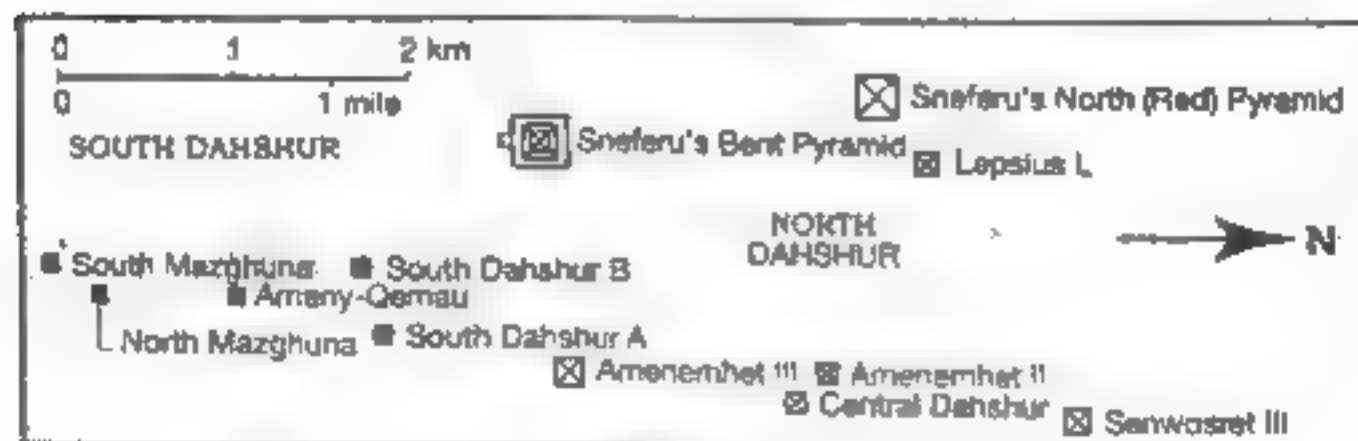 0 1 2 km
0 1 mile
SOUTH DAHSHUR
Sneferu's North (Red) Pyramid
Sneferu's Bent Pyramid
Lepsius L
NORTH
DAHSHUR
N
South Mazghuna
South Dahshur B
Ameny-Qemau
North Mazghuna
South Dahshur A
Amenemhet III
Amenemhet II
Central Dahshur
Senwosret III